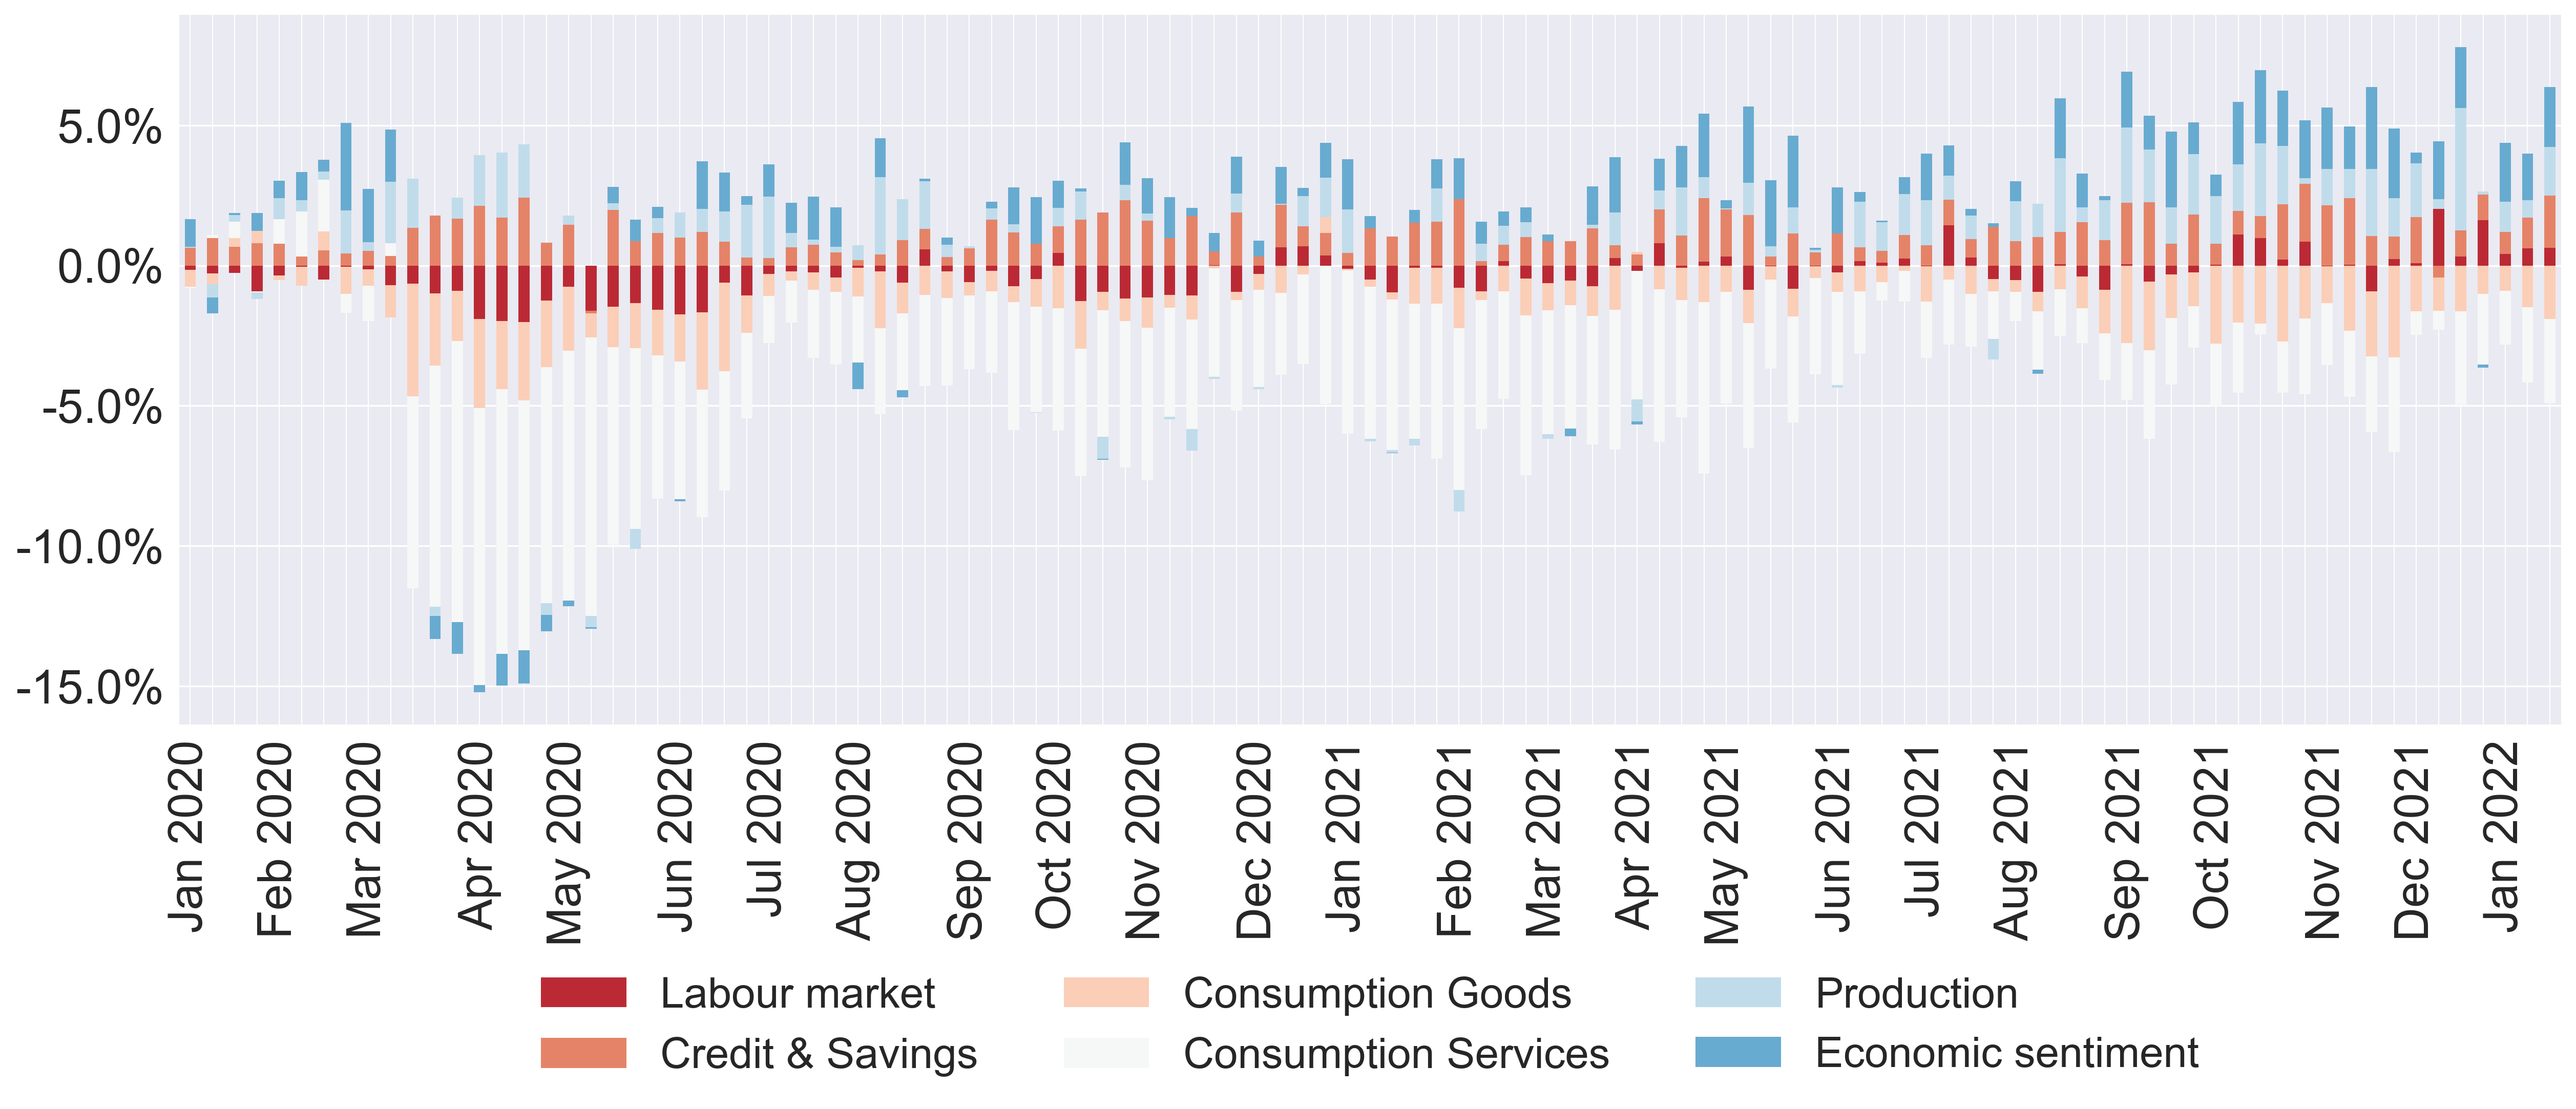 5.0%
0.0%
-5.0%
-10.0%
-15.0%
Jan 2020
Feb 2020
Mar 2020
Apr 2020
May 2020
Jun 2020
Jul 2020
Aug 2020
Sep 2020
Oct 2020
Nov 2020
Dec 2020
Jan 2021
Feb 2021
Mar 2021
Apr 2021
May 2021
Jun 2021
Jul 2021
Aug 2021
Sep 2021
Oct 2021
Nov 2021
Dec 2021
Jan 2022
Labour market
Consumption Goods
Production
Credit & Savings
Consumption Services
Economic sentiment